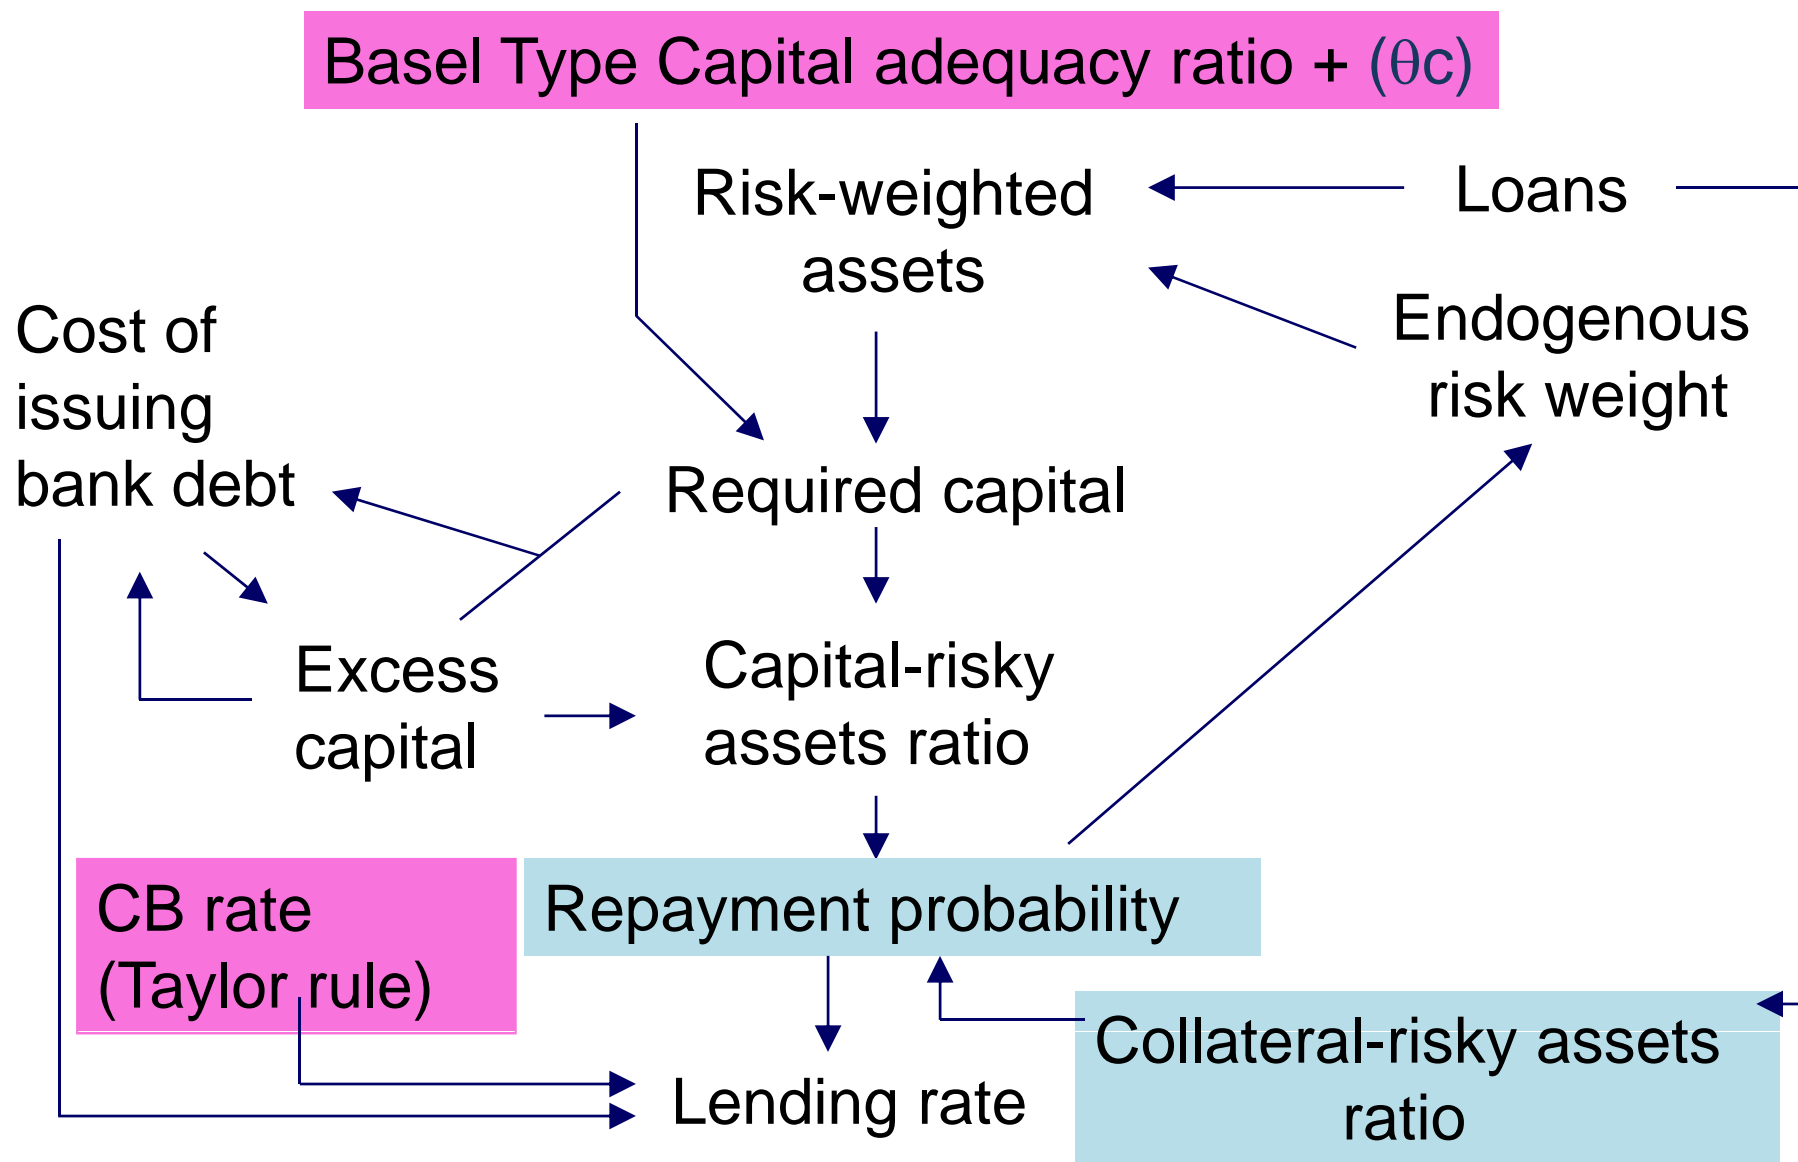 Basel Type Capital adequacy ratio + (θc)
Risk-weighted
assets
Loans
Endogenous
risk weight
Cost of
issuing
bank debt
Required capital
Excess
capital
Capital-risky
assets ratio
CB rate
(Taylor rule)
Repayment probability
Lending rate
Collateral-risky assets
ratio